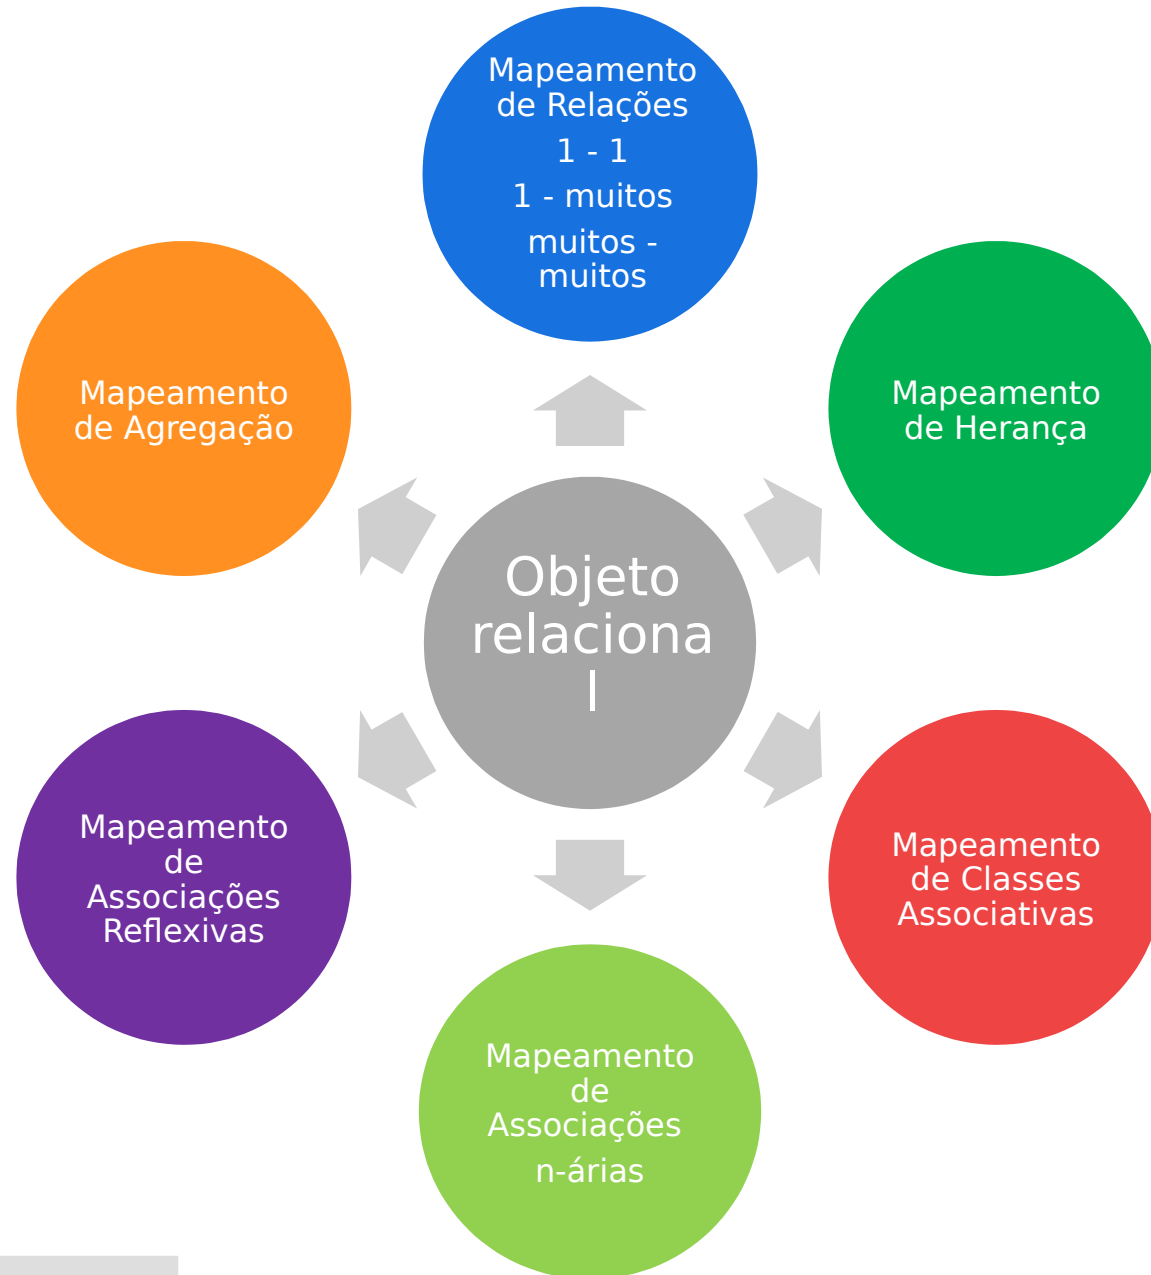 Mapeamento
de Relações
1 - 1
1 - muitos
muitos -
muitos
Mapeamento
de Herança
Mapeamento
de Classes
Associativas
Mapeamento
de
Associações
n-árias
Mapeamento
de
Associações
Reflexivas
Mapeamento
de Agregação
Objeto
relaciona
l